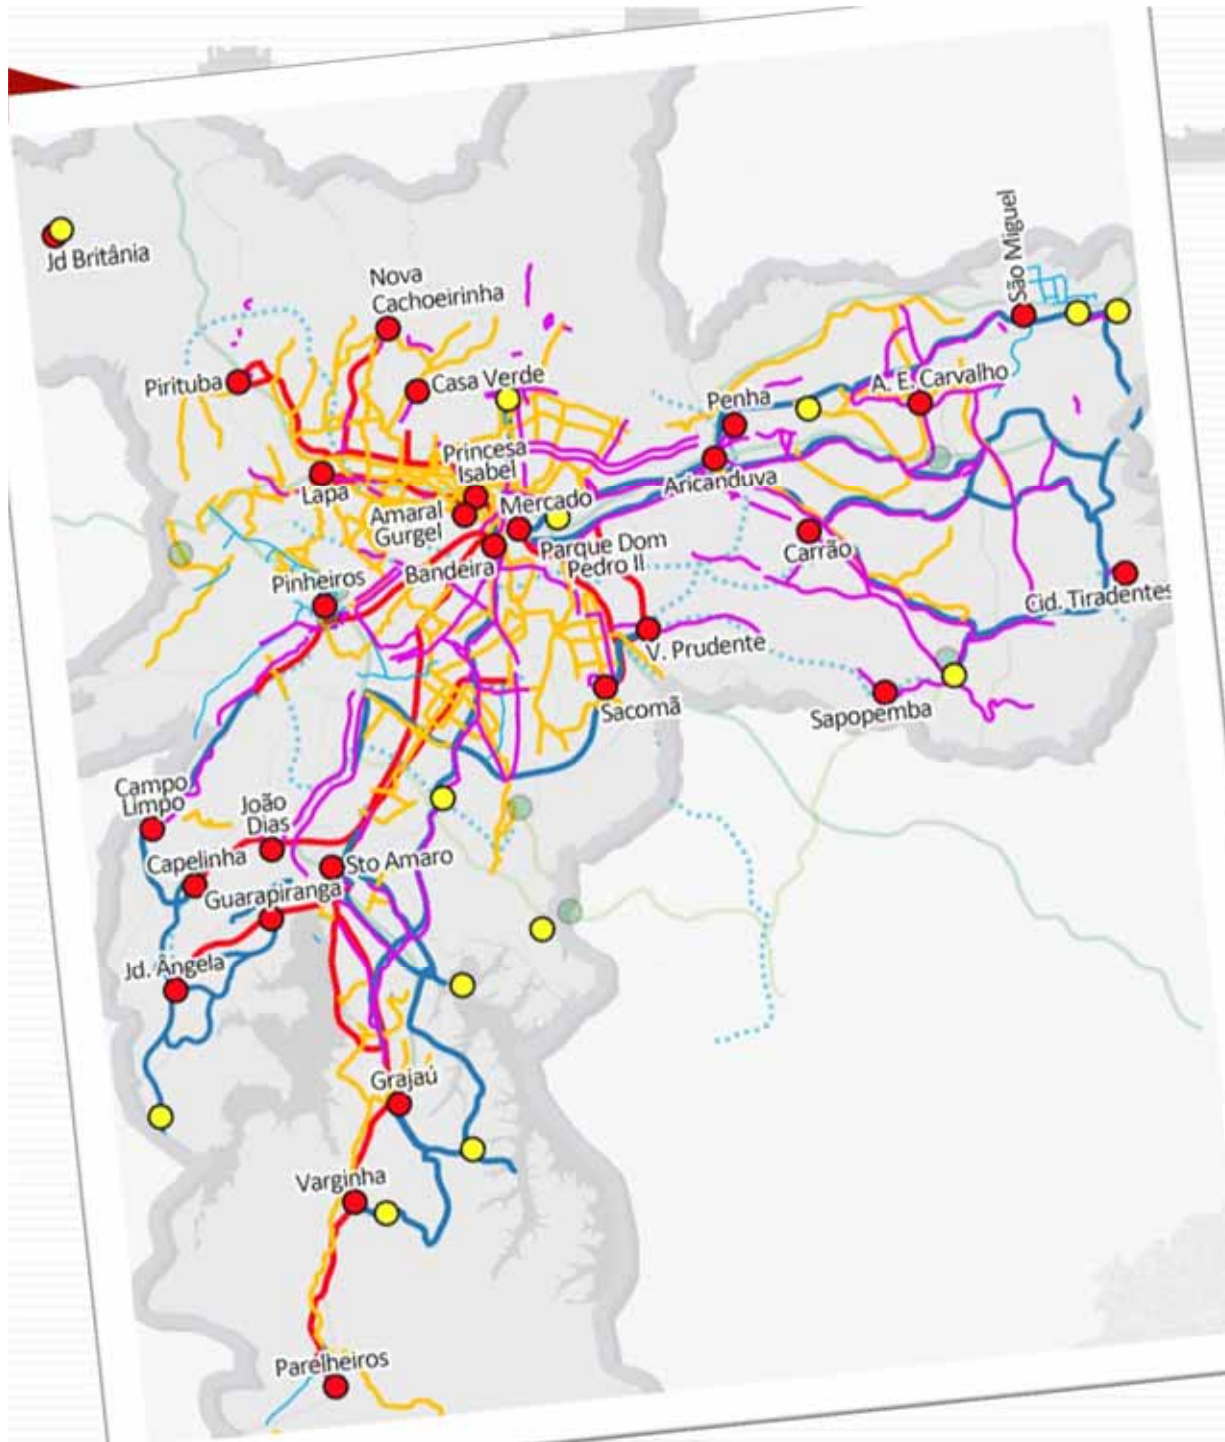 São Miguel
Jd Britânia
Nova
Cachoeirinha
Pirituba
Casa Verde
A. E. Carvalho
Penha
Princesa
Isabel
Lapa
Aricanduva
Mercado
Amaral
Gurgel
Parque Dom
Pedro II
Carrão
Bandeira
Pinheiros
Cid. Tiradentes
V. Prudente
Sacomã
Sapopemba
Campo
Limpo
João
Dias
Capelinha
Sto Amaro
Guarapiranga
Jd. Ângela
Grajaú
Varginha
Parelheiros